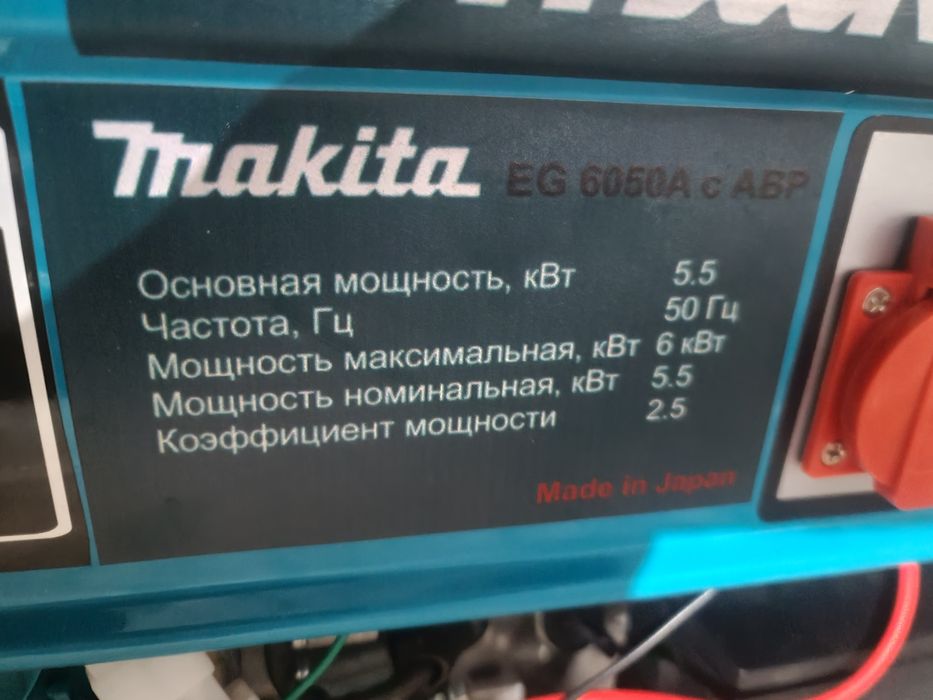 makita EG 6050A с АВР
Основная мощность, кВт 5.5
Частота, Гц 50 Гц
Мощность максимальная, кВт 6 кВт
Мощность номинальная, кВт 5.5
Коэффициент мощности 2.5
Made in Japan